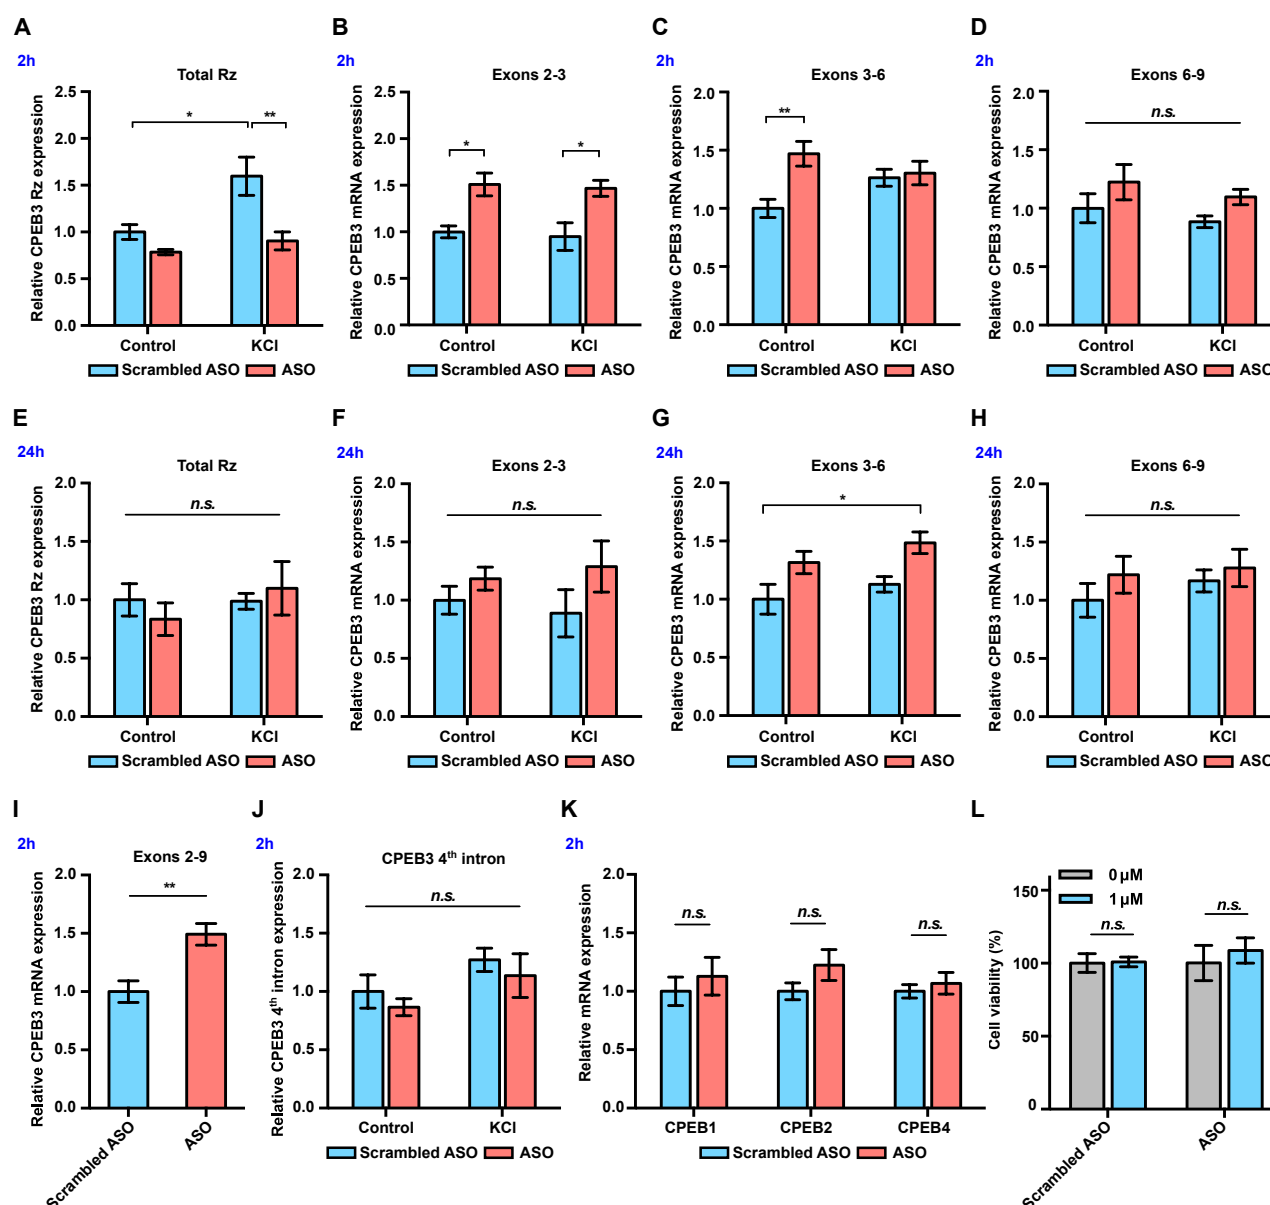 A
2h
Total Rz
Relative CPEB3 Rz expression
2.5
2.0
1.5
1.0
0.5
0.0
*
**
Control
KCl
Scrambled ASO
ASO
B
2h
Exons 2-3
Relative CPEB3 mRNA expression
2.5
2.0
1.5
1.0
0.5
0.0
*
*
Control
KCl
Scrambled ASO
ASO
C
2h
Exons 3-6
Relative CPEB3 mRNA expression
2.0
1.5
1.0
0.5
0.0
**
Control
KCl
Scrambled ASO
ASO
D
2h
Exons 6-9
Relative CPEB3 mRNA expression
2.0
1.5
1.0
0.5
0.0
n.s.
Control
KCl
Scrambled ASO
ASO
E
24h
Total Rz
Relative CPEB3 Rz expression
2.0
1.5
1.0
0.5
0.0
n.s.
Control
KCl
Scrambled ASO
ASO
F
24h
Exons 2-3
Relative CPEB3 mRNA expression
2.0
1.5
1.0
0.5
0.0
n.s.
Control
KCl
Scrambled ASO
ASO
G
24h
Exons 3-6
Relative CPEB3 mRNA expression
2.0
1.5
1.0
0.5
0.0
*
Control
KCl
Scrambled ASO
ASO
H
24h
Exons 6-9
Relative CPEB3 mRNA expression
2.0
1.5
1.0
0.5
0.0
n.s.
Control
KCl
Scrambled ASO
ASO
I
2h
Exons 2-9
Relative CPEB3 mRNA expression
2.0
1.5
1.0
0.5
0.0
**
Scrambled ASO
ASO
J
2h
CPEB3 4th intron
Relative CPEB3 4th intron expression
2.0
1.5
1.0
0.5
0.0
n.s.
Control
KCl
Scrambled ASO
ASO
K
2h
Relative mRNA expression
2.0
1.5
1.0
0.5
0.0
n.s.
n.s.
n.s.
CPEB1
CPEB2
CPEB4
Scrambled ASO
ASO
L
0 µM
1 µM
Cell viability (%)
150
100
50
0
n.s.
n.s.
Scrambled ASO
ASO